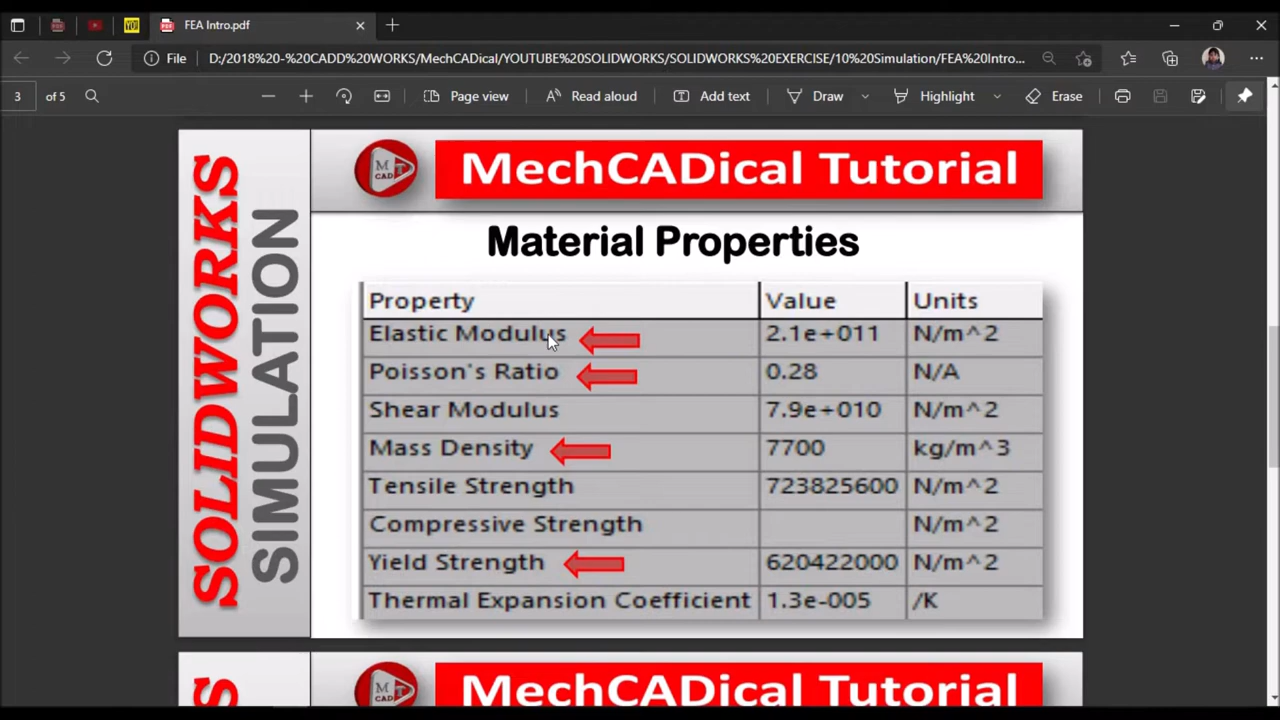 FEA Intro.pdf
File D:/2018%20-%20CADD%20WORKS/MechCADical/YOUTUBE%20SOLIDWORKS/SOLIDWORKS%20EXERCISE/10%20Simulation/FEA%20Intro...
3 of 5 Page view Read aloud Add text Draw Highlight Erase
SOLIDWORKS
SIMULATION
M T CAD
MechCADical Tutorial
Material Properties
Property Value Units
Elastic Modulus 2.1e+011 N/m^2
Poisson's Ratio 0.28 N/A
Shear Modulus 7.9e+010 N/m^2
Mass Density 7700 kg/m^3
Tensile Strength 723825600 N/m^2
Compressive Strength N/m^2
Yield Strength 620422000 N/m^2
Thermal Expansion Coefficient 1.3e-005 /K
S
M T CAD
MechCADical Tutorial